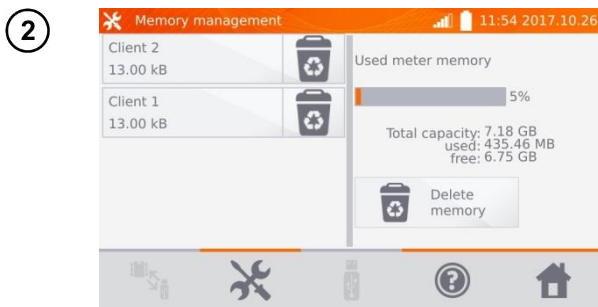 2
Memory management
11:54 2017.10.26
Client 2
13.00 kB
Client 1
13.00 kB
Used meter memory
5%
Total capacity: 7.18 GB
used: 435.46 MB
free: 6.75 GB
Delete
memory
?